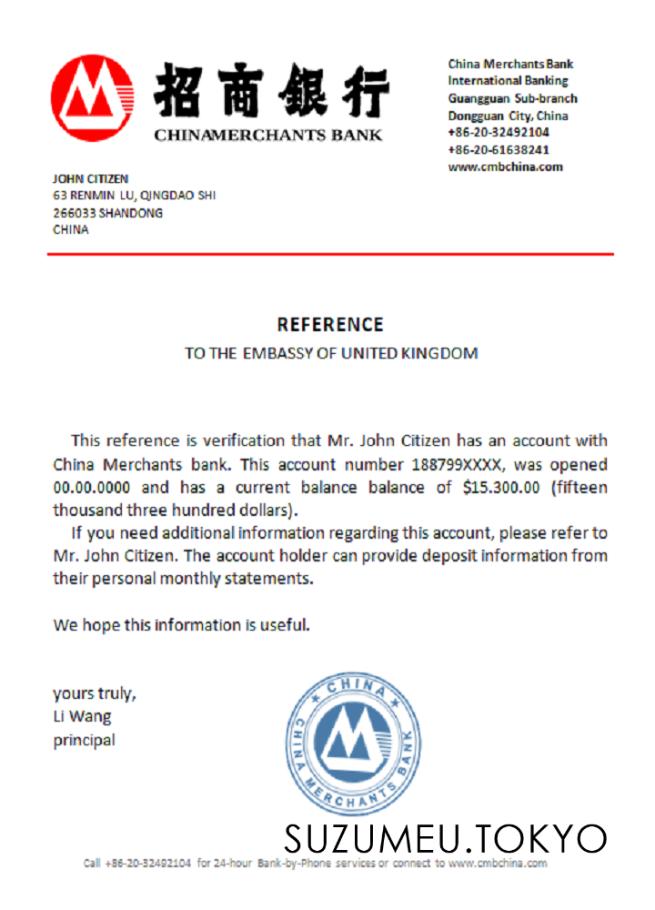 招商銀行
CHINAMERCHANTS BANK
China Merchants Bank
International Banking
Guangguan Sub-branch
Dongguan City, China
+86-20-32492104
+86-20-61638241
www.cmbchina.com
JOHN CITIZEN
63 RENMIN LU, QINGDAO SHI
266033 SHANDONG
CHINA
REFERENCE
TO THE EMBASSY OF UNITED KINGDOM
This reference is verification that Mr. John Citizen has an account with
China Merchants bank. This account number 188799XXXX, was opened
00.00.0000 and has a current balance balance of $15.300.00 (fifteen
thousand three hundred dollars).
If you need additional information regarding this account, please refer to
Mr. John Citizen. The account holder can provide deposit information from
their personal monthly statements.
We hope this information is useful.
yours truly,
Li Wang
principal
★ CHINA ★
CHINA MERCHANTS BANK
SUZUMEU.TOKYO
Call +86-20-32492104 for 24-hour Bank-by-Phone services or connect to www.cmbchina.com